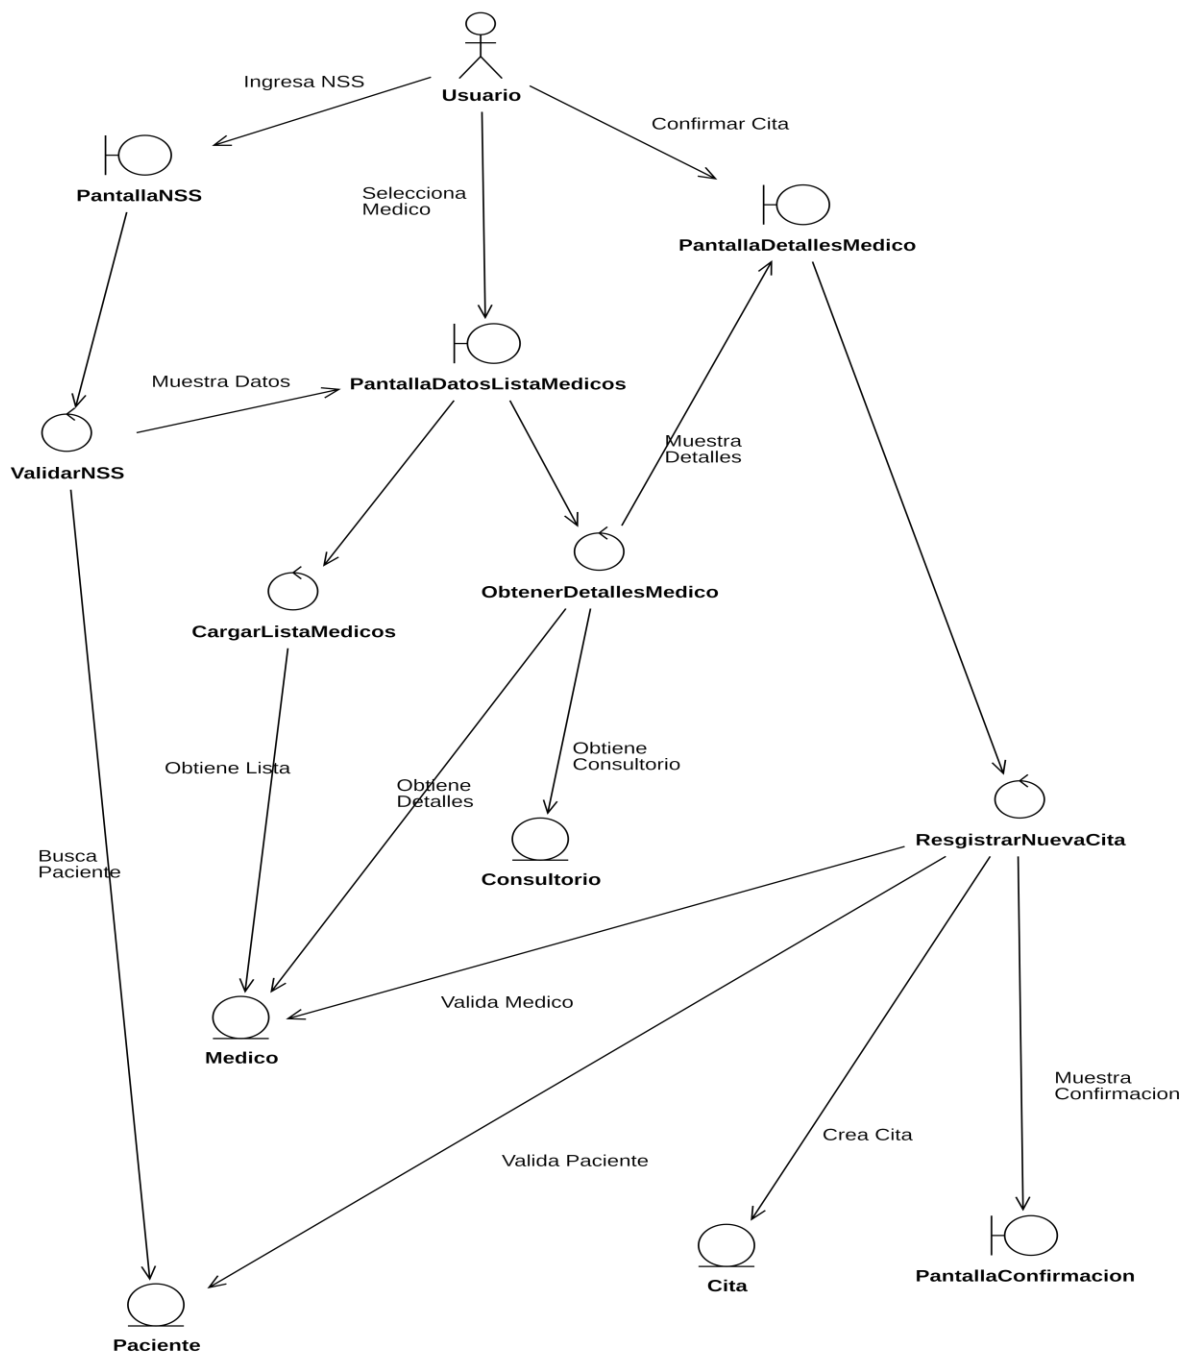 Usuario
Ingresa NSS
Confirmar Cita
PantallaNSS
Selecciona
Medico
PantallaDetallesMedico
Muestra Datos
PantallaDatosListaMedicos
Muestra
Detalles
ValidarNSS
ObtenerDetallesMedico
CargarListaMedicos
Obtiene
Consultorio
Obtiene Lista
Obtiene
Detalles
ResgistrarNuevaCita
Busca
Paciente
Consultorio
Valida Medico
Medico
Muestra
Confirmacion
Crea Cita
Valida Paciente
PantallaConfirmacion
Cita
Paciente